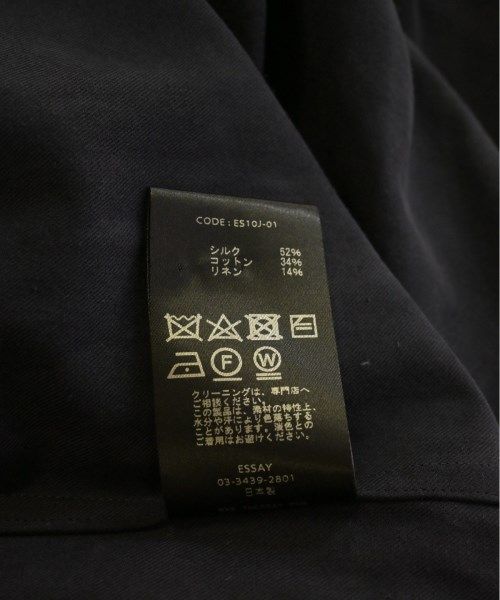 CODE : ES10J-01
シルク 52%
コットン 34%
リネン 14%
F W
クリーニングは、専門店へ
ご相談ください。
この製品は、素材の特性上、
水分や汗により色落ちする
ことがあります。淡色との
ご着用はお避けください。
ESSAY
03-3439-2801
日本製